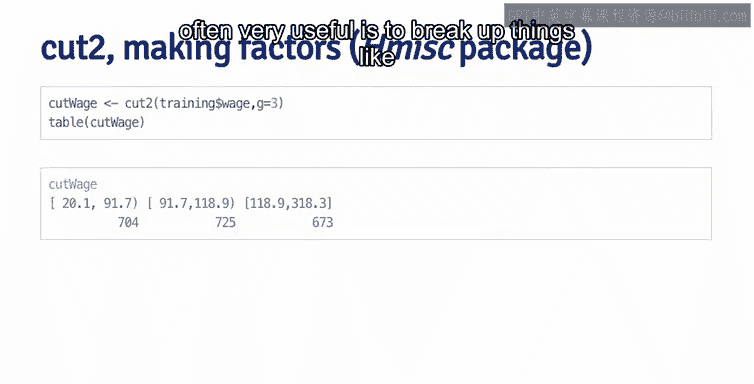 often very useful is to break up things
like
cut2, making factors (Hmisc package)
cutWage <- cut2(training$wage,g=3)
table(cutWage)
cutWage
[ 20.1, 91.7) [ 91.7,118.9) [118.9,318.3]
704 725 673